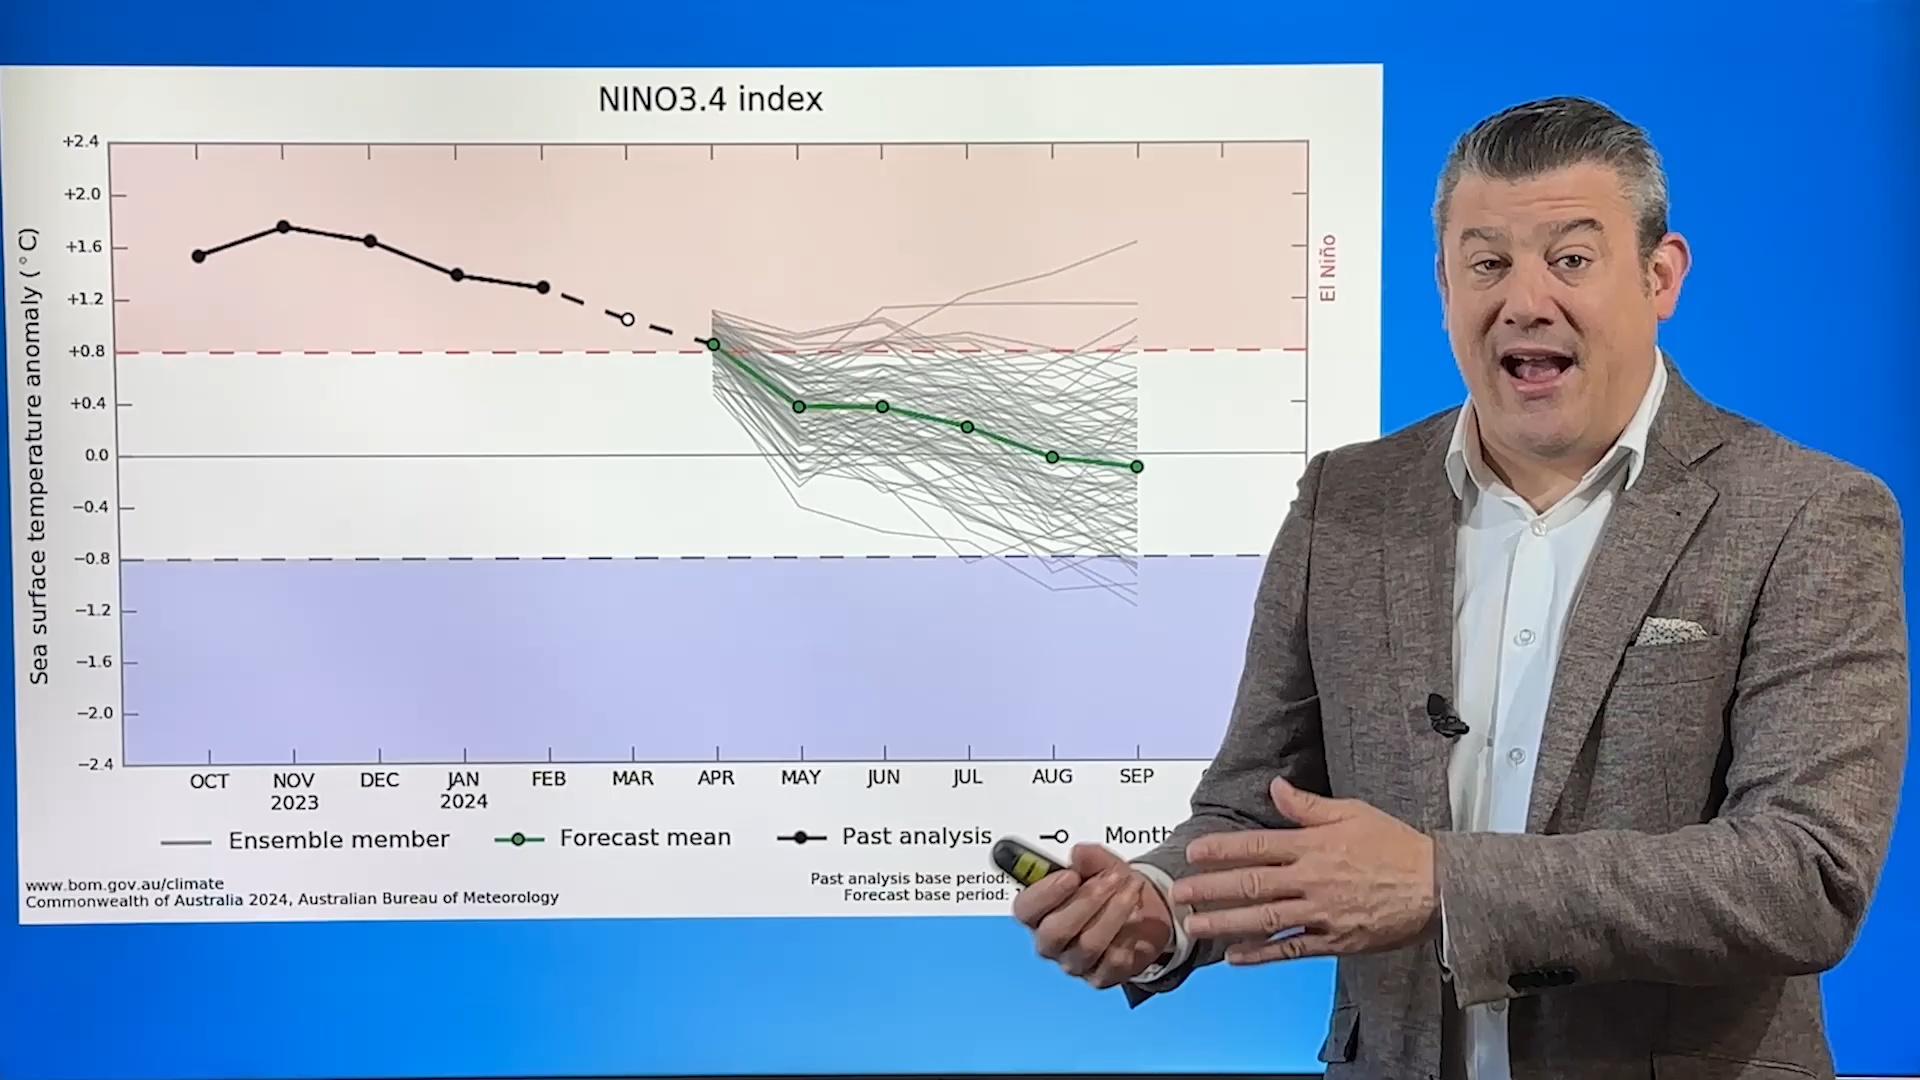 NINO3.4 index
+2.4
+2.0
+1.6
+1.2
+0.8
+0.4
0.0
−0.4
−0.8
−1.2
−1.6
−2.0
−2.4
Sea surface temperature anomaly (°C)
El Niño
OCT NOV DEC JAN FEB MAR APR MAY JUN JUL AUG SEP
2023 2024
Ensemble member Forecast mean Past analysis Month
www.bom.gov.au/climate
Commonwealth of Australia 2024, Australian Bureau of Meteorology
Past analysis base period:
Forecast base period: